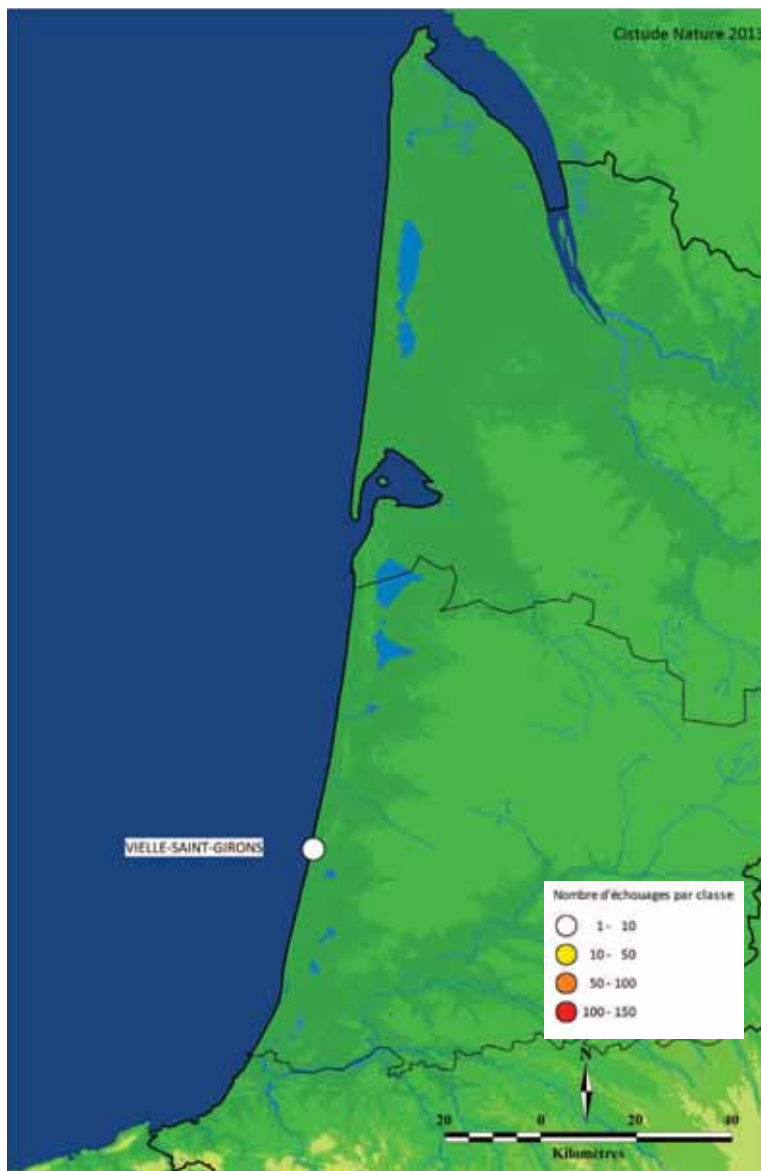 Cistude Nature 2013
VIELLE-SAINT-GIRONS
Nombre d'échouages par classe
1 - 10
10 - 50
50 - 100
100 - 150
N
20 0 20 40
Kilomètres